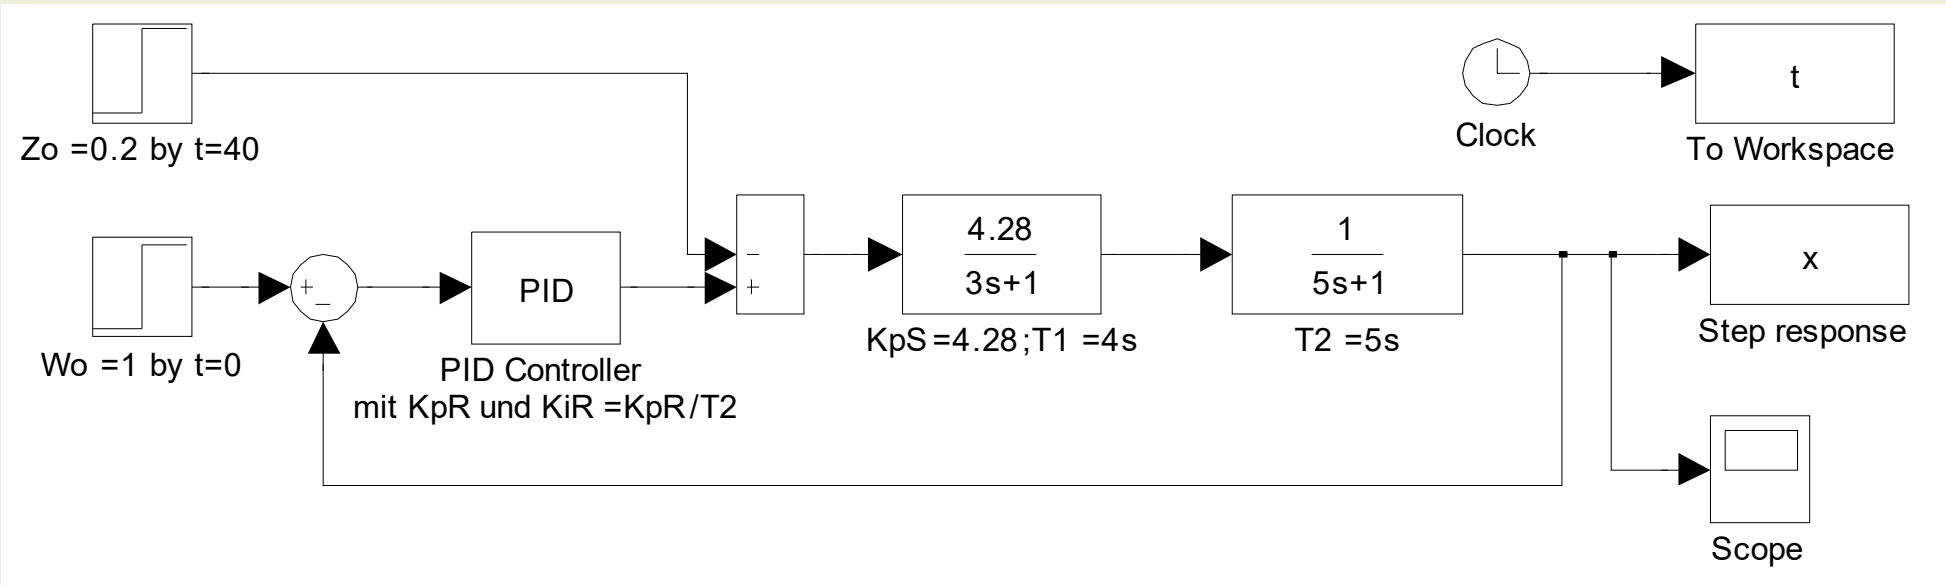 Zo =0.2 by t=40
Clock
t
To Workspace
Wo =1 by t=0
+
−
PID
PID Controller
mit KpR und KiR =KpR/T2
−
+
4.28
3s+1
KpS =4.28 ;T1 =4s
1
5s+1
T2 =5s
x
Step response
Scope